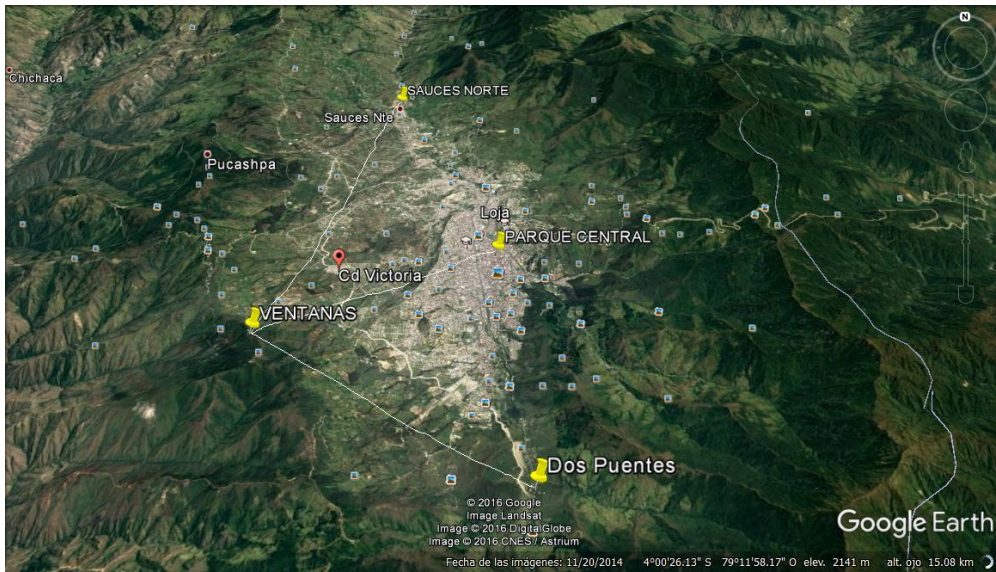 N
Chichaca
SAUCES NORTE
Sauces Nte
Pucashpa
Loja
PARQUE CENTRAL
Cd Victoria
VENTANAS
Dos Puentes
© 2016 Google
Image Landsat
Image © 2016 DigitalGlobe
Image © 2016 CNES / Astrium
Google Earth
Fecha de las imágenes: 11/20/2014 4°00'26.13" S 79°11'58.17" O elev. 2141 m alt. ojo 15.08 km